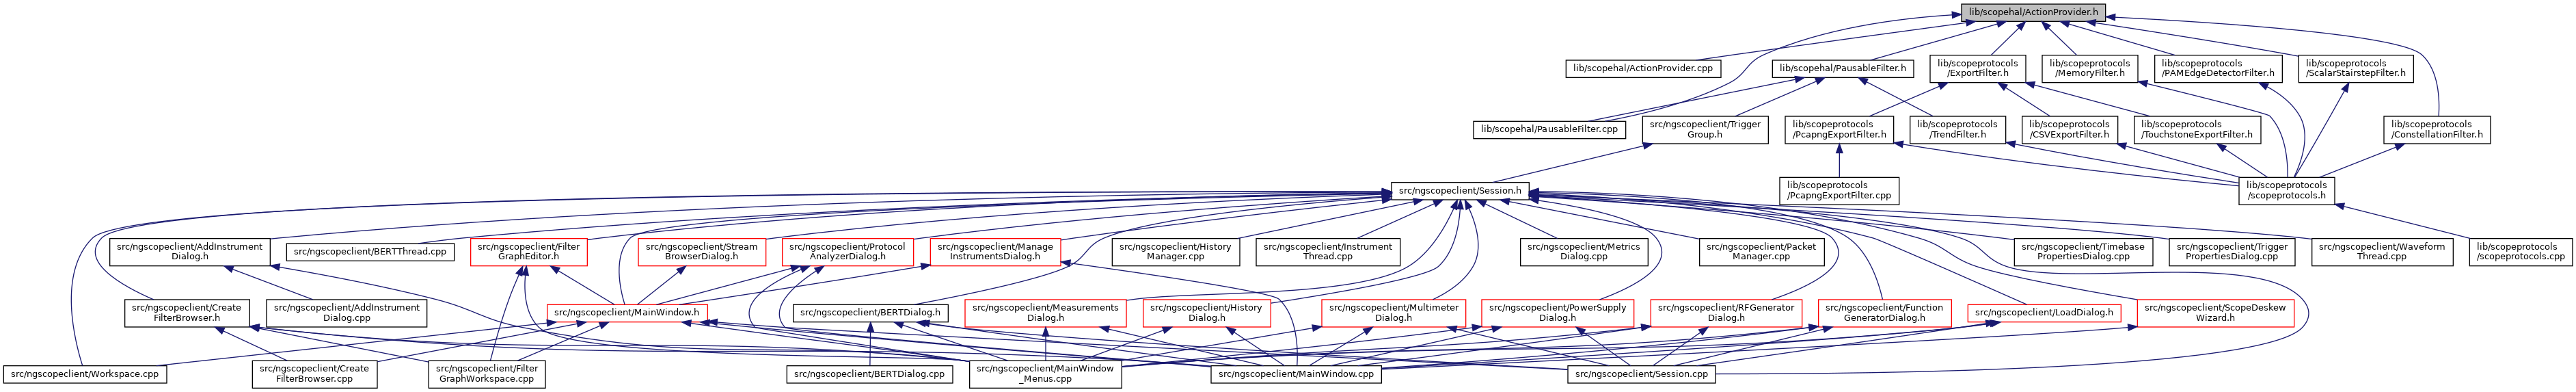 lib/scopehal/ActionProvider.h
lib/scopehal/ActionProvider.cpp
lib/scopehal/PausableFilter.h
lib/scopeprotocols
/ExportFilter.h
lib/scopeprotocols
/MemoryFilter.h
lib/scopeprotocols
/PAMEdgeDetectorFilter.h
lib/scopeprotocols
/ScalarStairstepFilter.h
lib/scopehal/PausableFilter.cpp
src/ngscopeclient/Trigger
Group.h
lib/scopeprotocols
/PcapngExportFilter.h
lib/scopeprotocols
/TrendFilter.h
lib/scopeprotocols
/CSVExportFilter.h
lib/scopeprotocols
/TouchstoneExportFilter.h
lib/scopeprotocols
/ConstellationFilter.h
src/ngscopeclient/Session.h
lib/scopeprotocols
/PcapngExportFilter.cpp
lib/scopeprotocols
/scopeprotocols.h
src/ngscopeclient/AddInstrument
Dialog.h
src/ngscopeclient/BERTThread.cpp
src/ngscopeclient/Filter
GraphEditor.h
src/ngscopeclient/Stream
BrowserDialog.h
src/ngscopeclient/Protocol
AnalyzerDialog.h
src/ngscopeclient/Manage
InstrumentsDialog.h
src/ngscopeclient/History
Manager.cpp
src/ngscopeclient/Instrument
Thread.cpp
src/ngscopeclient/Metrics
Dialog.cpp
src/ngscopeclient/Packet
Manager.cpp
src/ngscopeclient/Timebase
PropertiesDialog.cpp
src/ngscopeclient/Trigger
PropertiesDialog.cpp
src/ngscopeclient/Waveform
Thread.cpp
lib/scopeprotocols
/scopeprotocols.cpp
src/ngscopeclient/Create
FilterBrowser.h
src/ngscopeclient/AddInstrument
Dialog.cpp
src/ngscopeclient/MainWindow.h
src/ngscopeclient/BERTDialog.h
src/ngscopeclient/Measurements
Dialog.h
src/ngscopeclient/History
Dialog.h
src/ngscopeclient/Multimeter
Dialog.h
src/ngscopeclient/PowerSupply
Dialog.h
src/ngscopeclient/RFGenerator
Dialog.h
src/ngscopeclient/Function
GeneratorDialog.h
src/ngscopeclient/LoadDialog.h
src/ngscopeclient/ScopeDeskew
Wizard.h
src/ngscopeclient/Workspace.cpp
src/ngscopeclient/Create
FilterBrowser.cpp
src/ngscopeclient/Filter
GraphWorkspace.cpp
src/ngscopeclient/BERTDialog.cpp
src/ngscopeclient/MainWindow
_Menus.cpp
src/ngscopeclient/MainWindow.cpp
src/ngscopeclient/Session.cpp